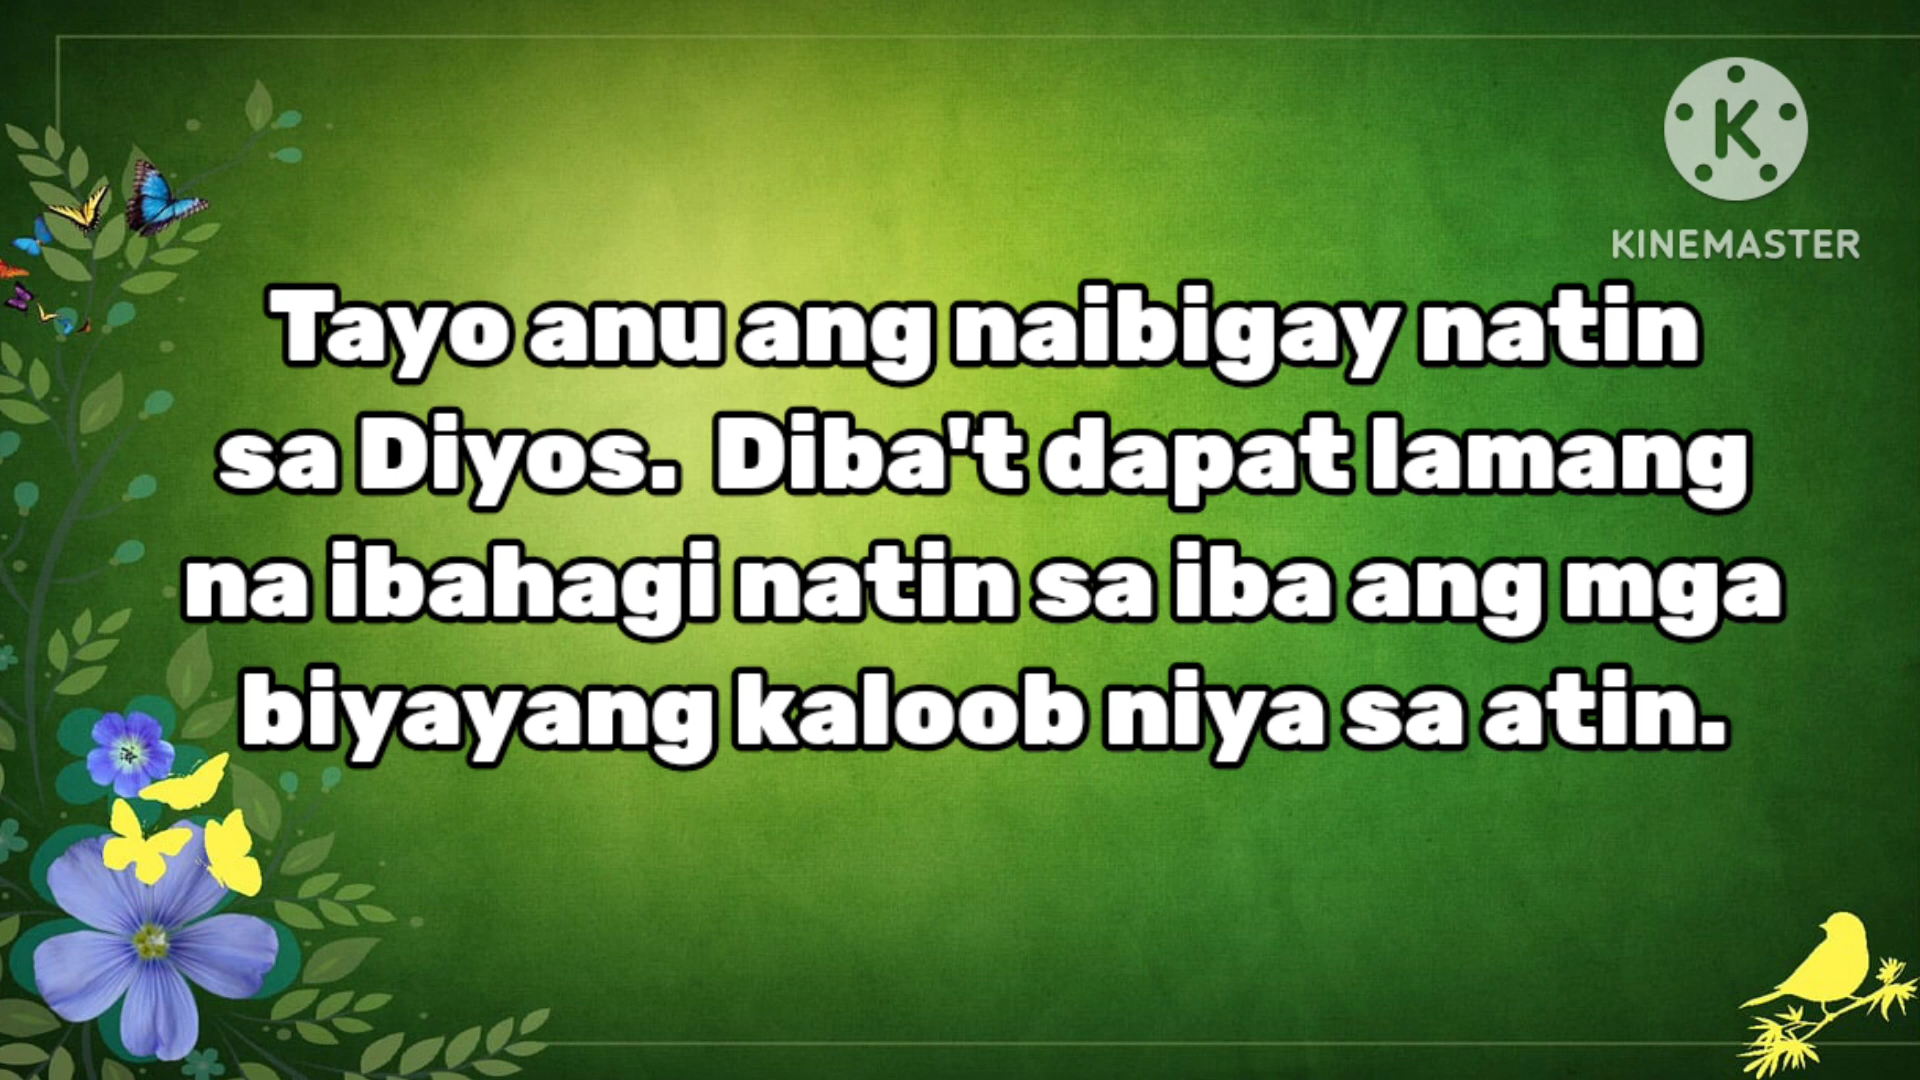 KINEMASTER
Tayo anu ang naibigay natin
sa Diyos. Diba't dapat lamang
na ibahagi natin sa iba ang mga
biyayang kaloob niya sa atin.